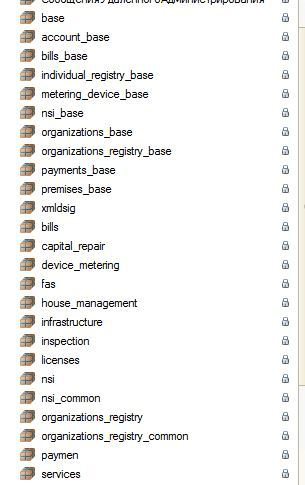 СообщенияУдаленногоАдминистрирования
base
account_base
bills_base
individual_registry_base
metering_device_base
nsi_base
organizations_base
organizations_registry_base
payments_base
premises_base
xmldsig
bills
capital_repair
device_metering
fas
house_management
infrastructure
inspection
licenses
nsi
nsi_common
organizations_registry
organizations_registry_common
paymen
services